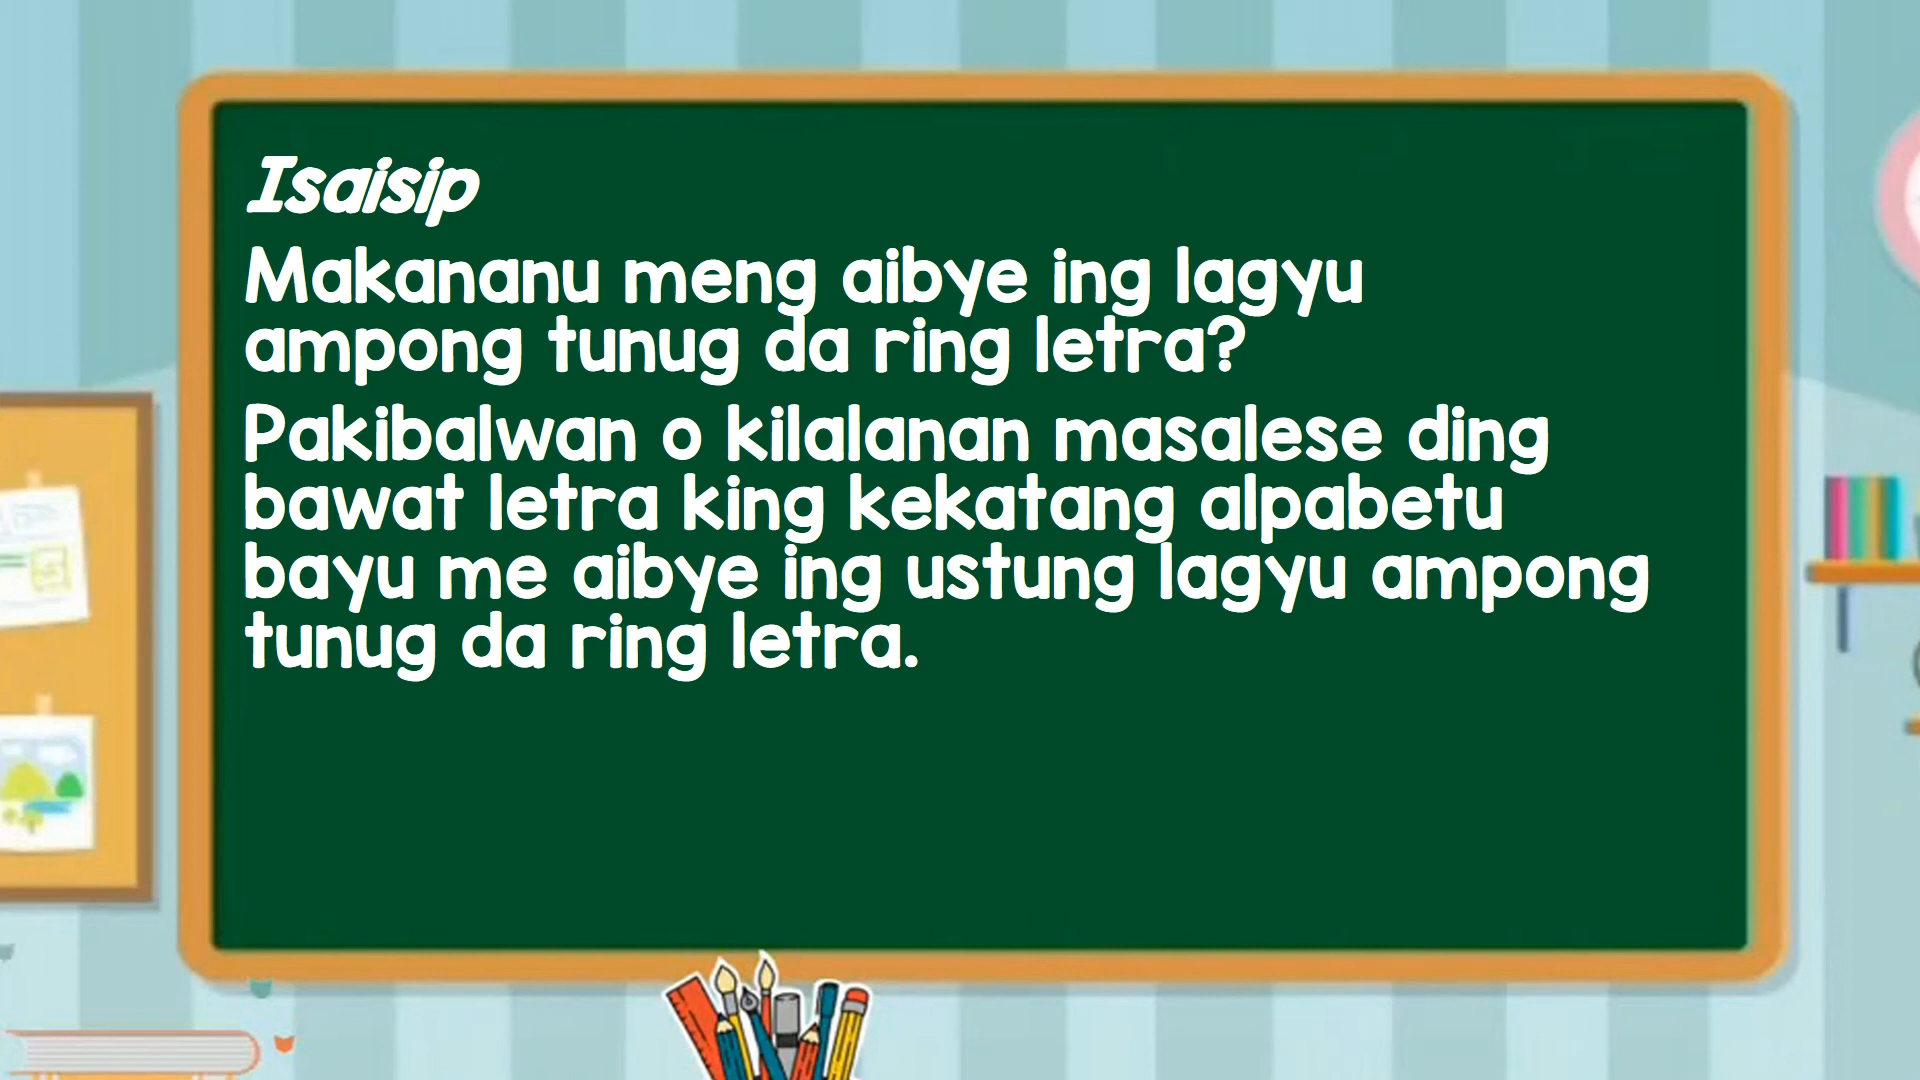 Isaisip
Makananu meng aibye ing lagyu
ampong tunug da ring letra?
Pakibalwan o kilalanan masalese ding
bawat letra king kekatang alpabetu
bayu me aibye ing ustung lagyu ampong
tunug da ring letra.